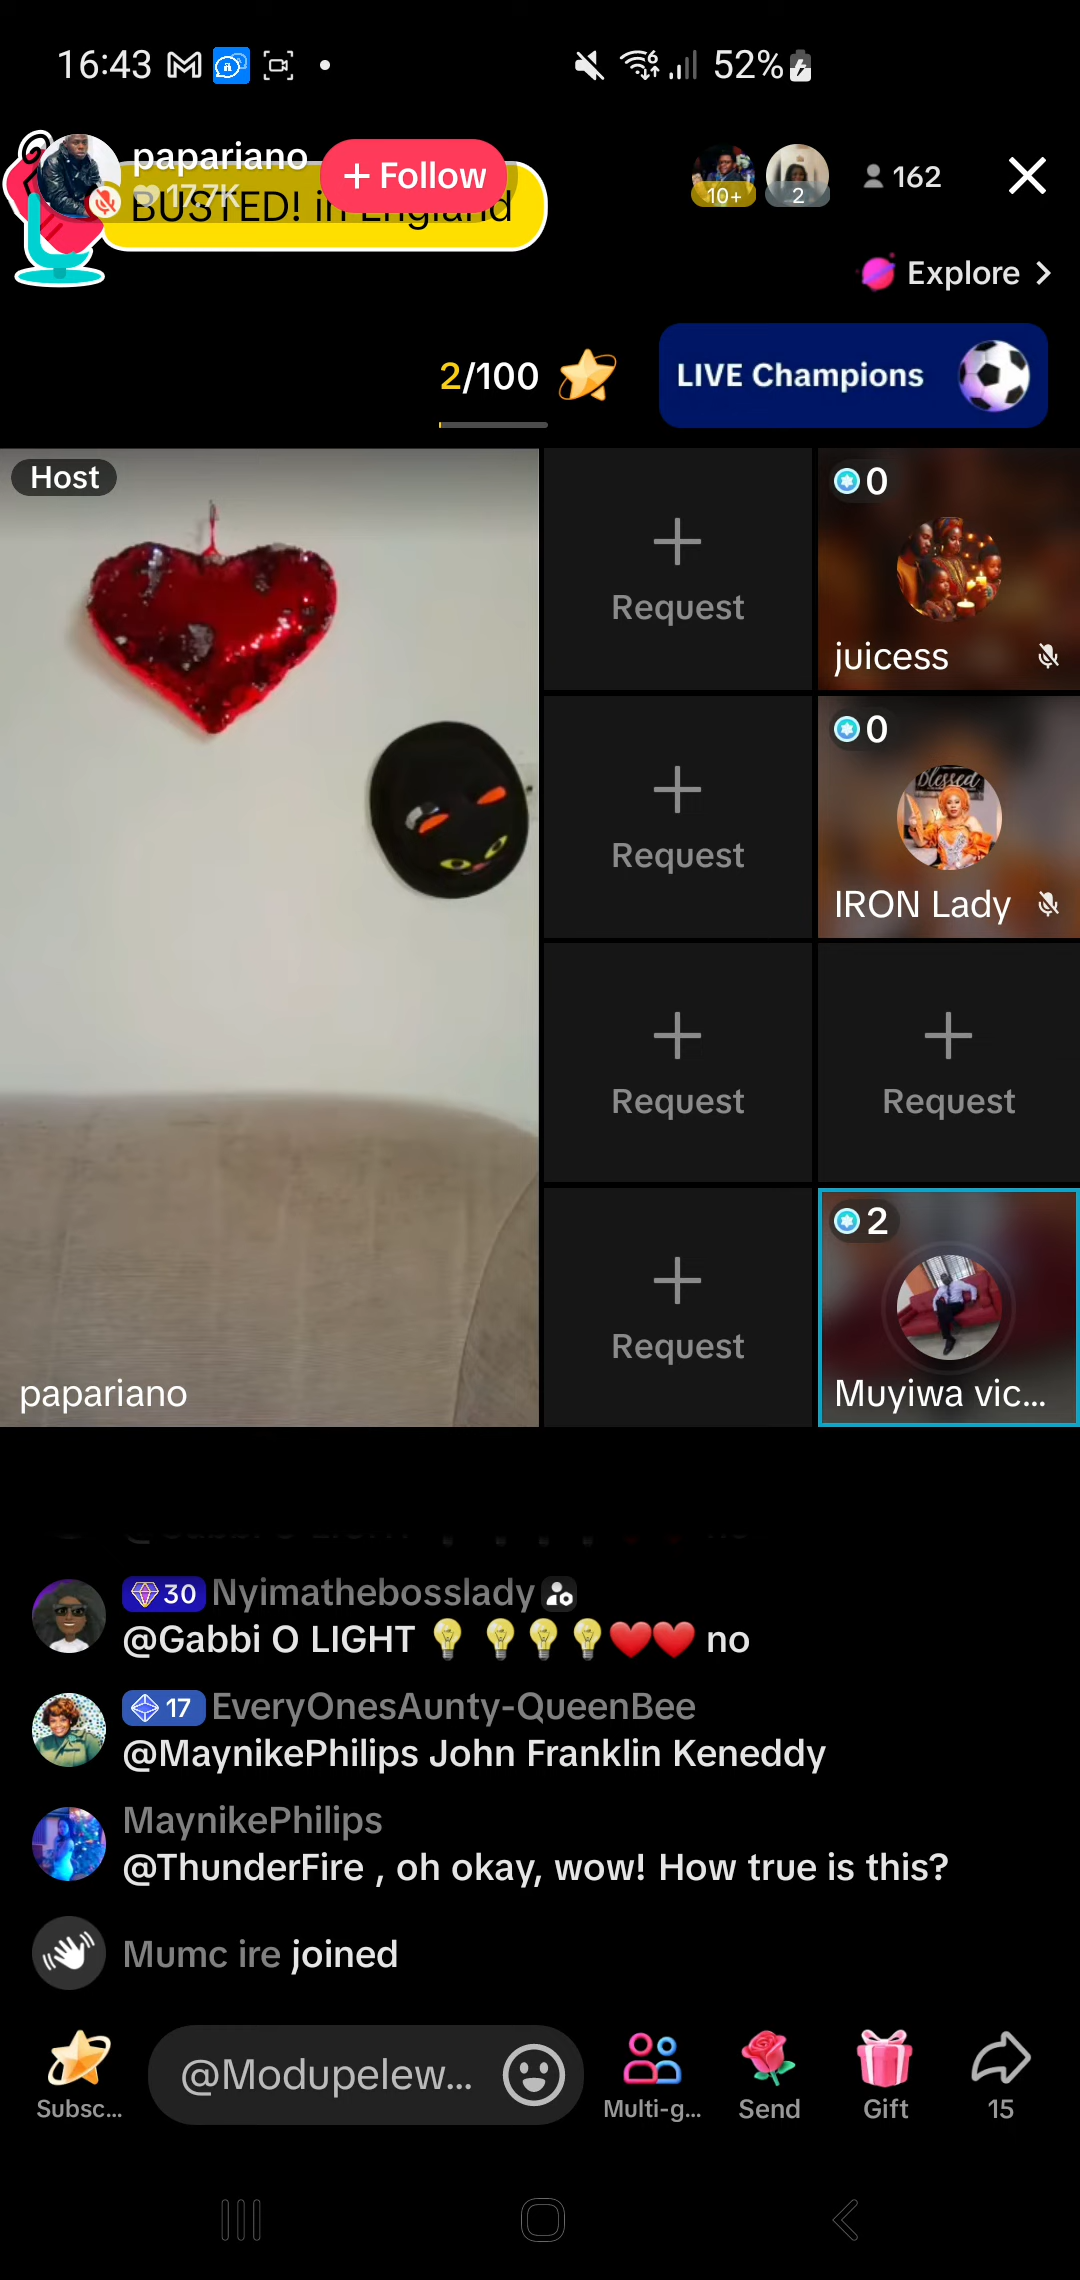 16:43
52%
papariano
17.7K
+ Follow
BUSTED! in England
10+
2
162
Explore
2/100
LIVE Champions
Host
Request
0
juicess
Request
0
Blessed
IRON Lady
Request
Request
Request
2
Muyiwa vic...
papariano
30 Nyimathebosslady
@Gabbi O LIGHT 💡 💡💡💡❤️❤️ no
17 EveryOnesAunty-QueenBee
@MaynikePhilips John Franklin Keneddy
MaynikePhilips
@ThunderFire , oh okay, wow! How true is this?
Mumc ire joined
@Modupelew...
Subsc...
Multi-g...
Send
Gift
15